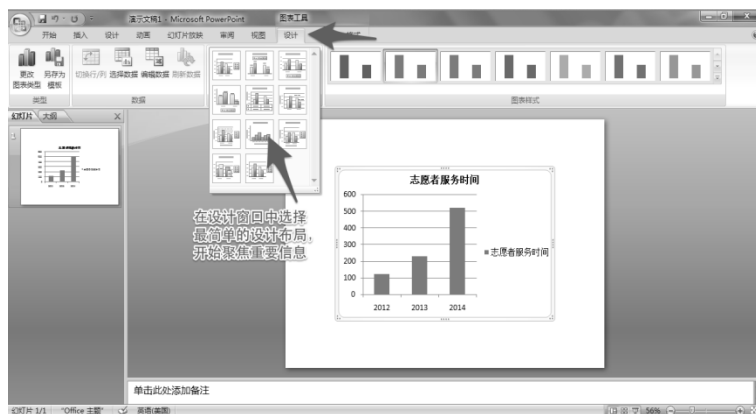 演示文稿1 - Microsoft PowerPoint
图表工具
开始 插入 设计 动画 幻灯片放映 审阅 视图 设计
更改
图表类型
另存为
模板
切换行/列 选择数据 编辑数据 刷新数据
类型 数据 图表样式
幻灯片 大纲
志愿者服务时间
600
500
400
300
200
100
0
2012 2013 2014
志愿者服务时间
在设计窗口中选择
最简单的设计布局，
开始聚焦重要信息
单击此处添加备注
幻灯片 1/1 "Office 主题" 英语(美国) 56%